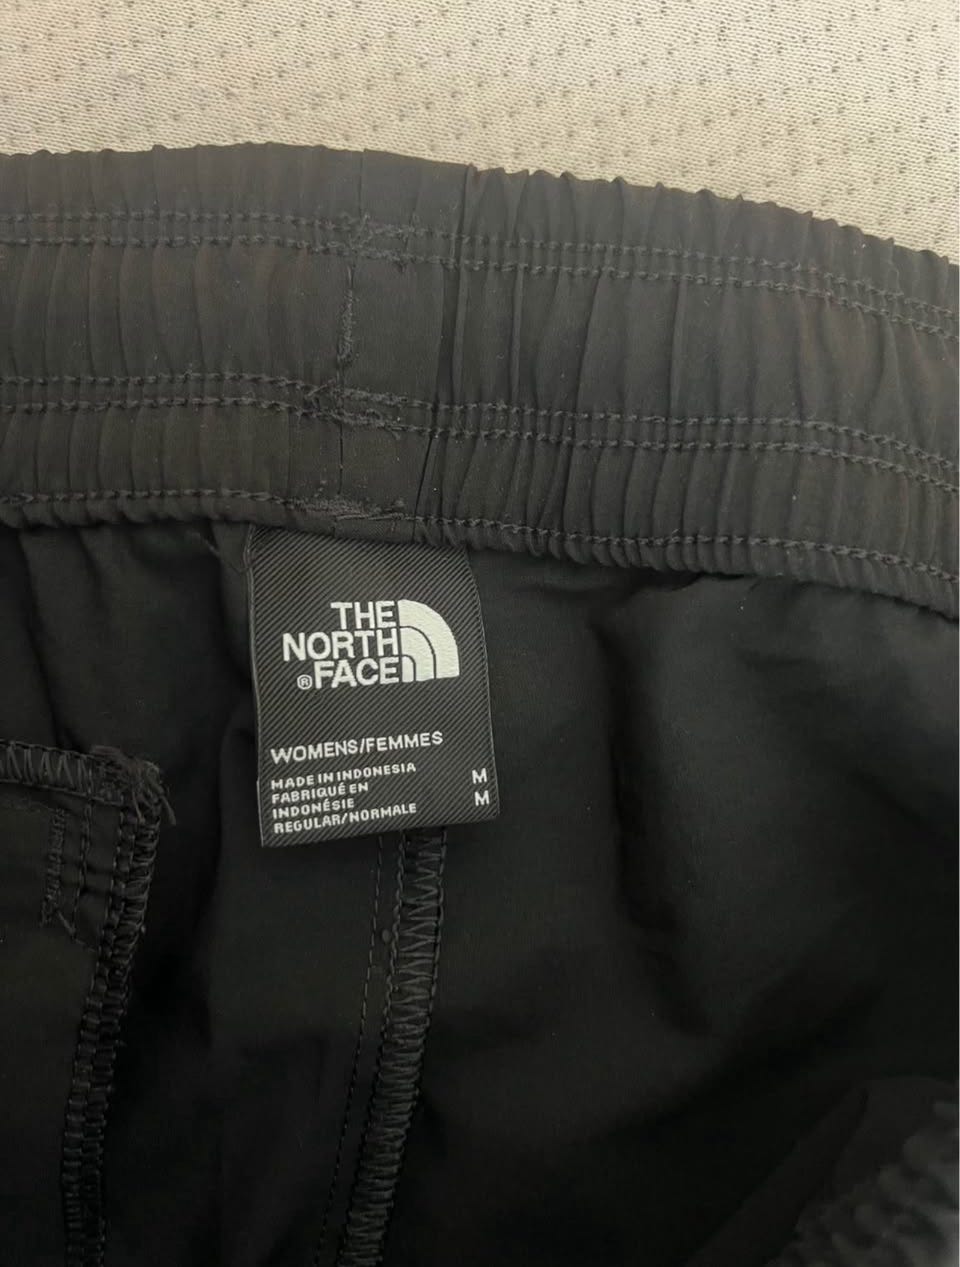 THE
NORTH
®FACE
WOMENS/FEMMES
MADE IN INDONESIA M
FABRIQUÉ EN M
INDONÉSIE
REGULAR/NORMALE